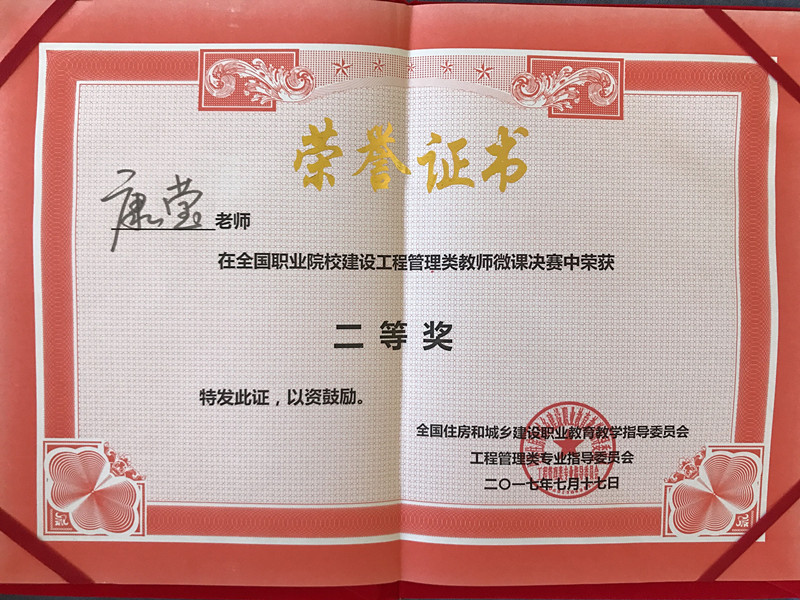 荣誉证书
康莹老师
在全国职业院校建设工程管理类教师微课决赛中荣获
二等奖
特发此证，以资鼓励。
全国住房和城乡建设职业教育教学指导委员会
工程管理类专业指导委员会
二〇一七年七月十七日